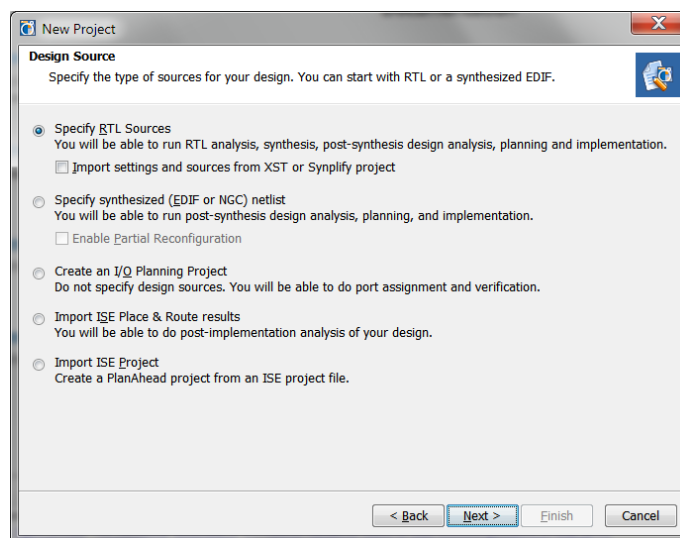 New Project
Design Source
Specify the type of sources for your design. You can start with RTL or a synthesized EDIF.
Specify RTL Sources
You will be able to run RTL analysis, synthesis, post-synthesis design analysis, planning and implementation.
Import settings and sources from XST or Synplify project
Specify synthesized (EDIF or NGC) netlist
You will be able to run post-synthesis design analysis, planning, and implementation.
Enable Partial Reconfiguration
Create an I/O Planning Project
Do not specify design sources. You will be able to do port assignment and verification.
Import ISE Place & Route results
You will be able to do post-implementation analysis of your design.
Import ISE Project
Create a PlanAhead project from an ISE project file.
< Back Next > Finish Cancel